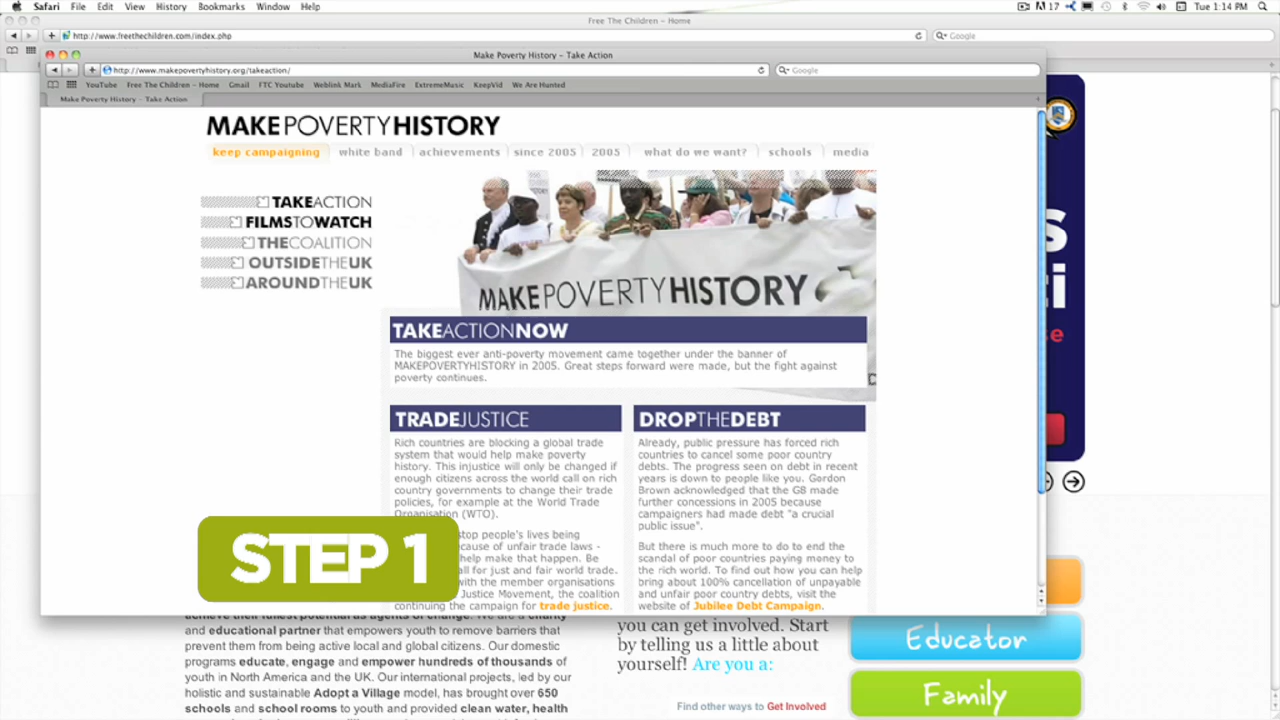 Safari File Edit View History Bookmarks Window Help
17
Tue 1:14 PM
Free The Children – Home
http://www.freethechildren.com/index.php
Google
Make Poverty History – Take Action
http://www.makepovertyhistory.org/takeaction/
Google
YouTube Free The Children – Home Gmail FTC Youtube Weblink Mark MediaFire ExtremeMusic KeepVid We Are Hunted
Make Poverty History – Take Action
MAKEPOVERTYHISTORY
keep campaigning white band achievements since 2005 2005 what do we want? schools media
TAKEACTION
FILMSTOWATCH
THECOALITION
OUTSIDETHEUK
AROUNDTHEUK
MAKEPOVERTYHISTORY
TAKEACTIONNOW
The biggest ever anti-poverty movement came together under the banner of
MAKEPOVERTYHISTORY in 2005. Great steps forward were made, but the fight against
poverty continues.
TRADEJUSTICE
Rich countries are blocking a global trade
system that would help make poverty
history. This injustice will only be changed if
enough citizens across the world call on rich
country governments to change their trade
policies, for example at the World Trade
Organisation (WTO).
stop people's lives being
cause of unfair trade laws -
help make that happen. Be
all for just and fair world trade.
with the member organisations
Justice Movement, the coalition
continuing the campaign for trade justice.
DROPTHEDEBT
Already, public pressure has forced rich
countries to cancel some poor country
debts. The progress seen on debt in recent
years is down to people like you. Gordon
Brown acknowledged that the G8 made
further concessions in 2005 because
campaigners had made debt "a crucial
public issue".
But there is much more to do to end the
scandal of poor countries paying money to
the rich world. To find out how you can help
bring about 100% cancellation of unpayable
and unfair poor country debts, visit the
website of Jubilee Debt Campaign.
STEP 1
achieve their fullest potential as agents of change. We are a charity
and educational partner that empowers youth to remove barriers that
prevent them from being active local and global citizens. Our domestic
programs educate, engage and empower hundreds of thousands of
youth in North America and the UK. Our international projects, led by our
holistic and sustainable Adopt a Village model, has brought over 650
schools and school rooms to youth and provided clean water, health
you can get involved. Start
by telling us a little about
yourself! Are you a:
Find other ways to Get Involved
Educator
Family